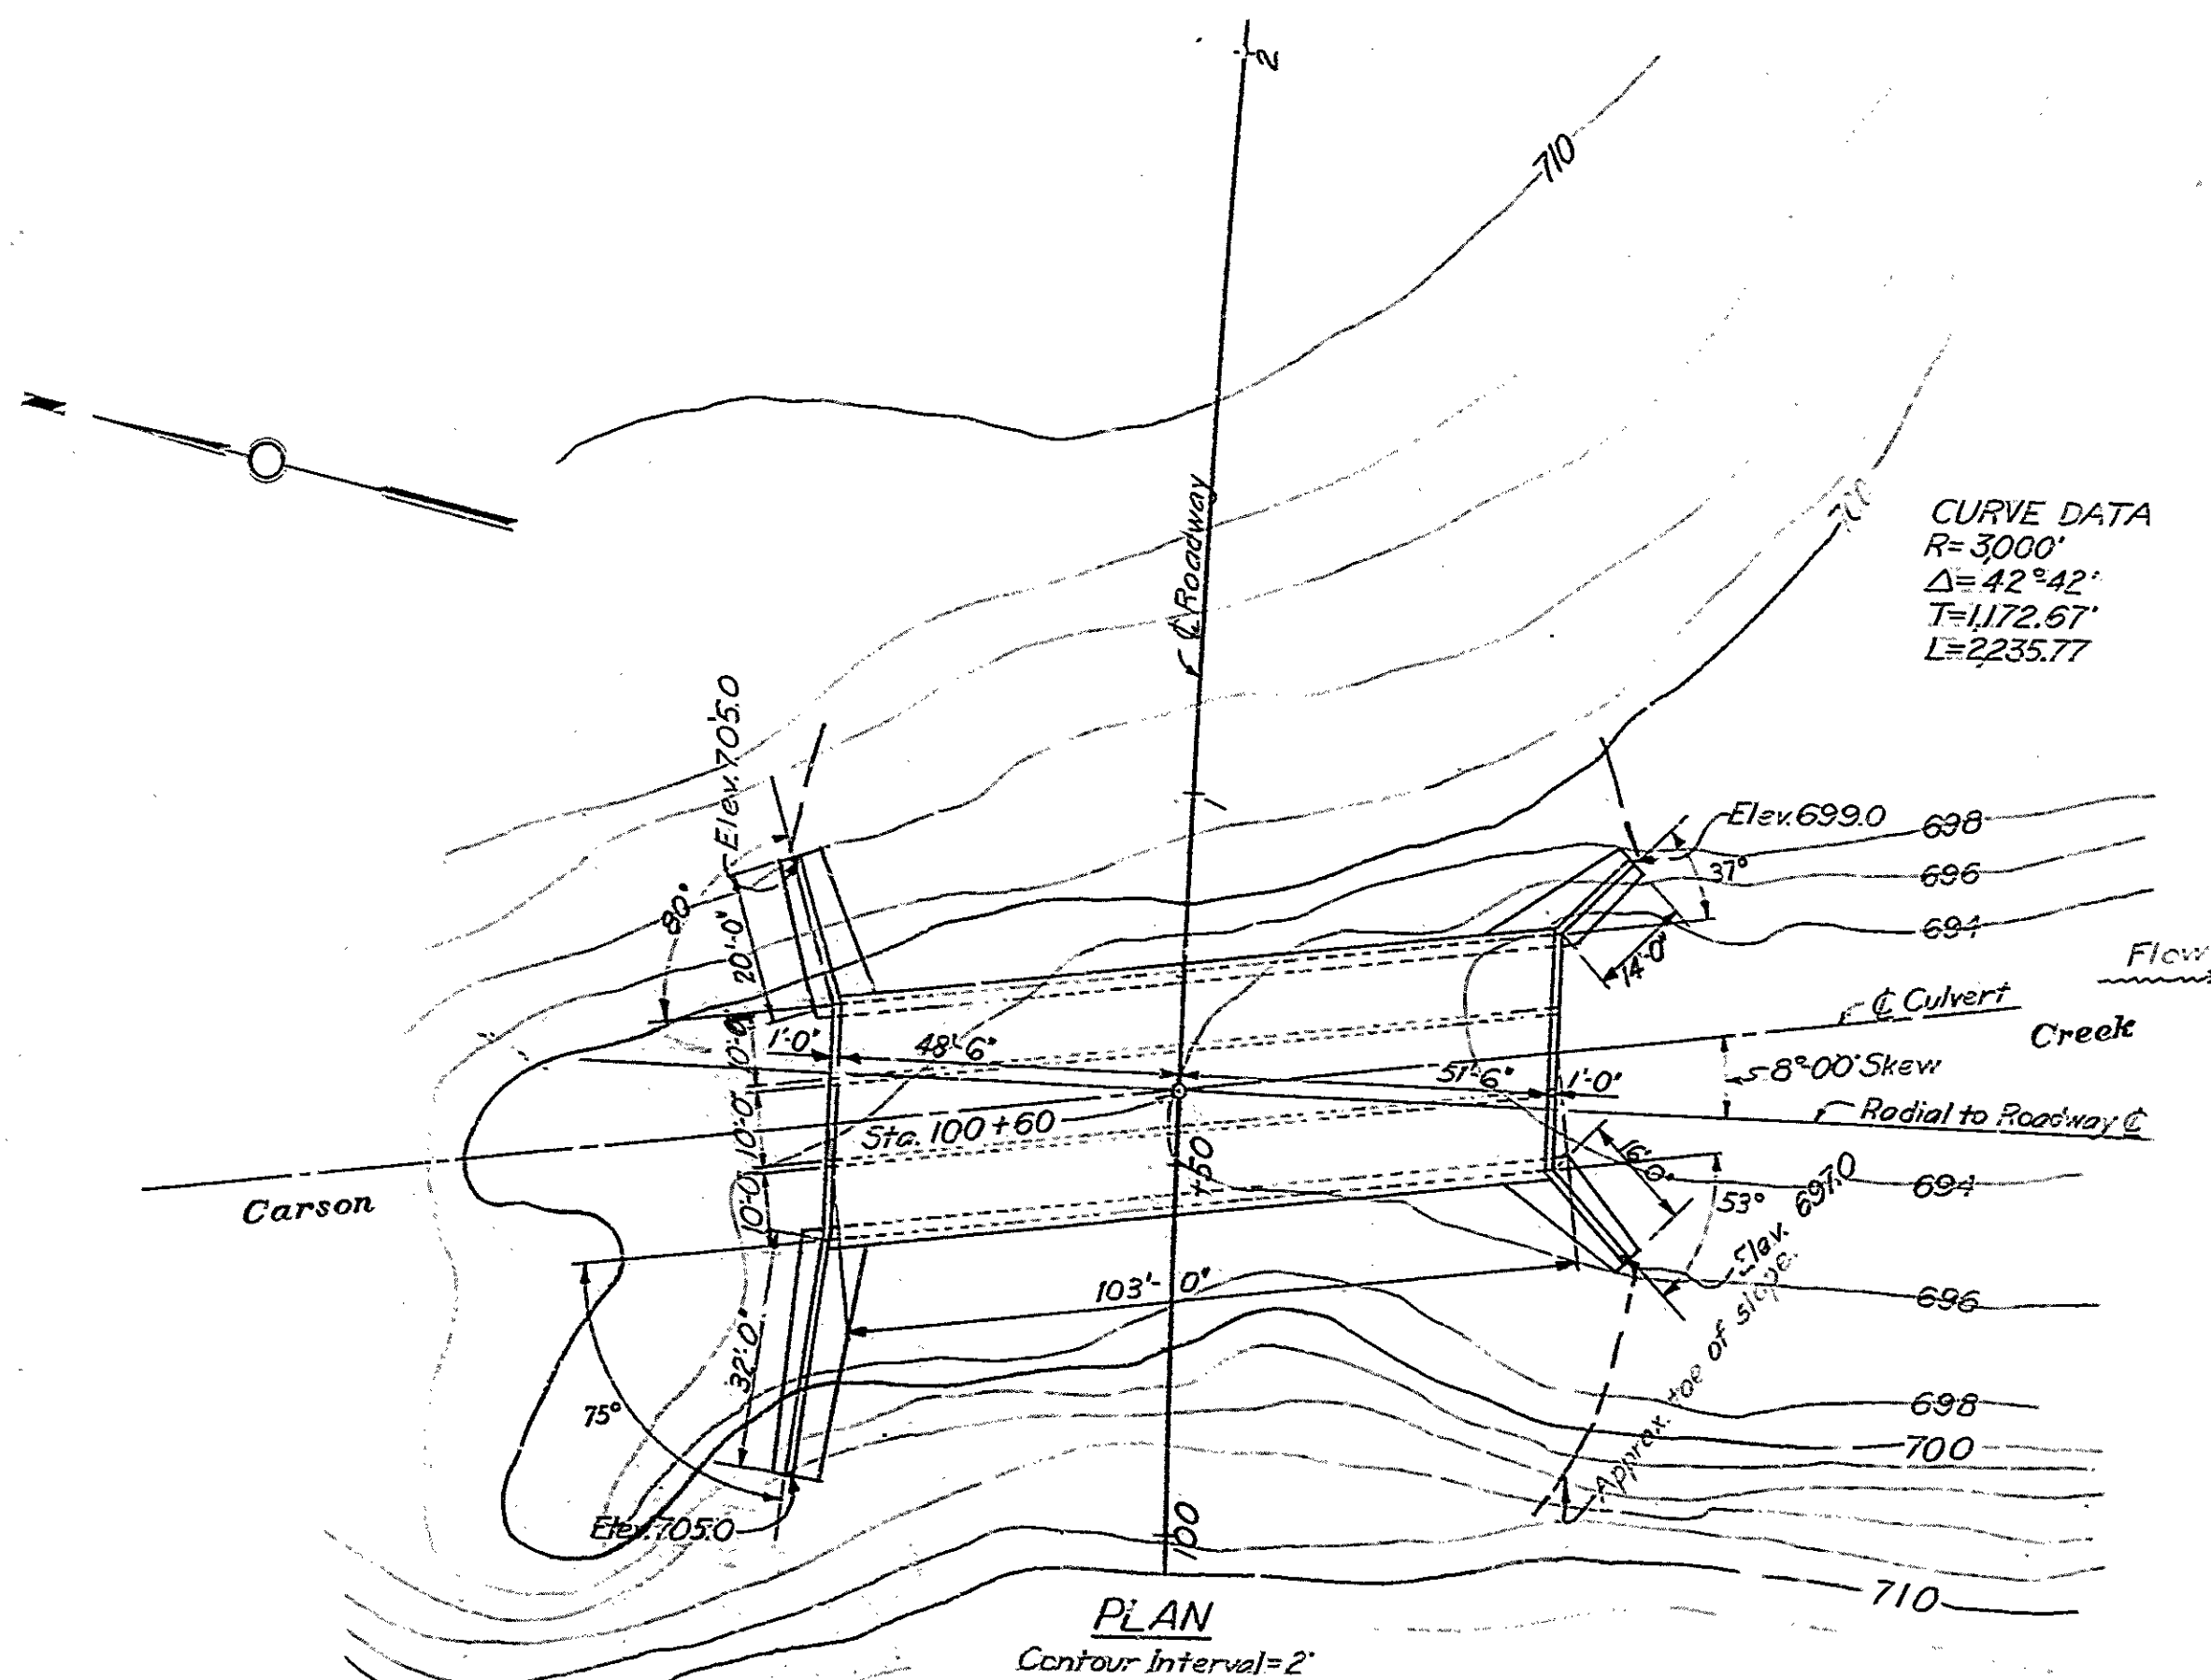 2
710
N
℄ Roadway
710
CURVE DATA
R=3,000'
Δ=42°-42'
T=1,172.67'
L=2,235.77
Elev. 705.0
Elev. 699.0
698
37°
696
80°
20'-0"
694
14'-0"
Flow
℄ Culvert
Creek
10'-0"
1'-0"
48'-6"
51'-6"
1'-0"
8°-00' Skew
Radial to Roadway ℄
10'-0"
Sta. 100+60
+50
10'-0"
Carson
53°
694
Elev. 697.0
103'-0"
696
32'-0"
75°
Approx. toe of slope.
698
700
Elev. 705.0
100
710
PLAN
Contour Interval=2'